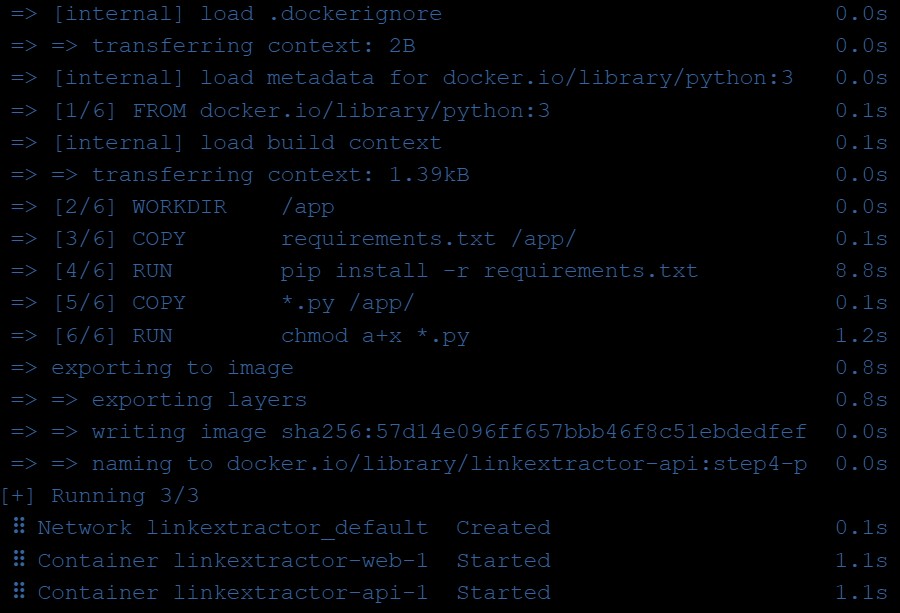 => [internal] load .dockerignore 0.0s
=> => transferring context: 2B 0.0s
=> [internal] load metadata for docker.io/library/python:3 0.0s
=> [1/6] FROM docker.io/library/python:3 0.1s
=> [internal] load build context 0.1s
=> => transferring context: 1.39kB 0.0s
=> [2/6] WORKDIR /app 0.0s
=> [3/6] COPY requirements.txt /app/ 0.1s
=> [4/6] RUN pip install -r requirements.txt 8.8s
=> [5/6] COPY *.py /app/ 0.1s
=> [6/6] RUN chmod a+x *.py 1.2s
=> exporting to image 0.8s
=> => exporting layers 0.8s
=> => writing image sha256:57d14e096ff657bbb46f8c51ebdedfef 0.0s
=> => naming to docker.io/library/linkextractor-api:step4-p 0.0s
[+] Running 3/3
⠿ Network linkextractor_default Created 0.1s
⠿ Container linkextractor-web-1 Started 1.1s
⠿ Container linkextractor-api-1 Started 1.1s